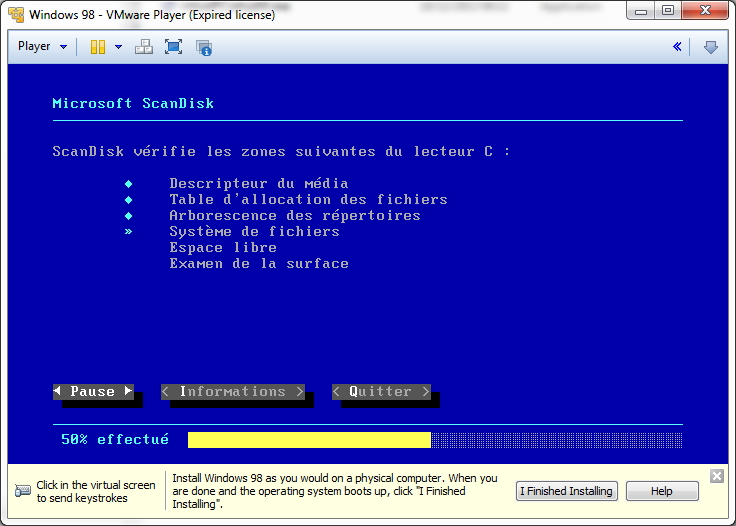 Windows 98 - VMware Player (Expired license)
Player
Microsoft ScanDisk
ScanDisk vérifie les zones suivantes du lecteur C :
Descripteur du média
Table d'allocation des fichiers
Arborescence des répertoires
» Système de fichiers
Espace libre
Examen de la surface
◄ Pause ► < Informations > < Quitter >
50% effectué
Click in the virtual screen
to send keystrokes
Install Windows 98 as you would on a physical computer. When you
are done and the operating system boots up, click "I Finished
Installing".
I Finished Installing
Help